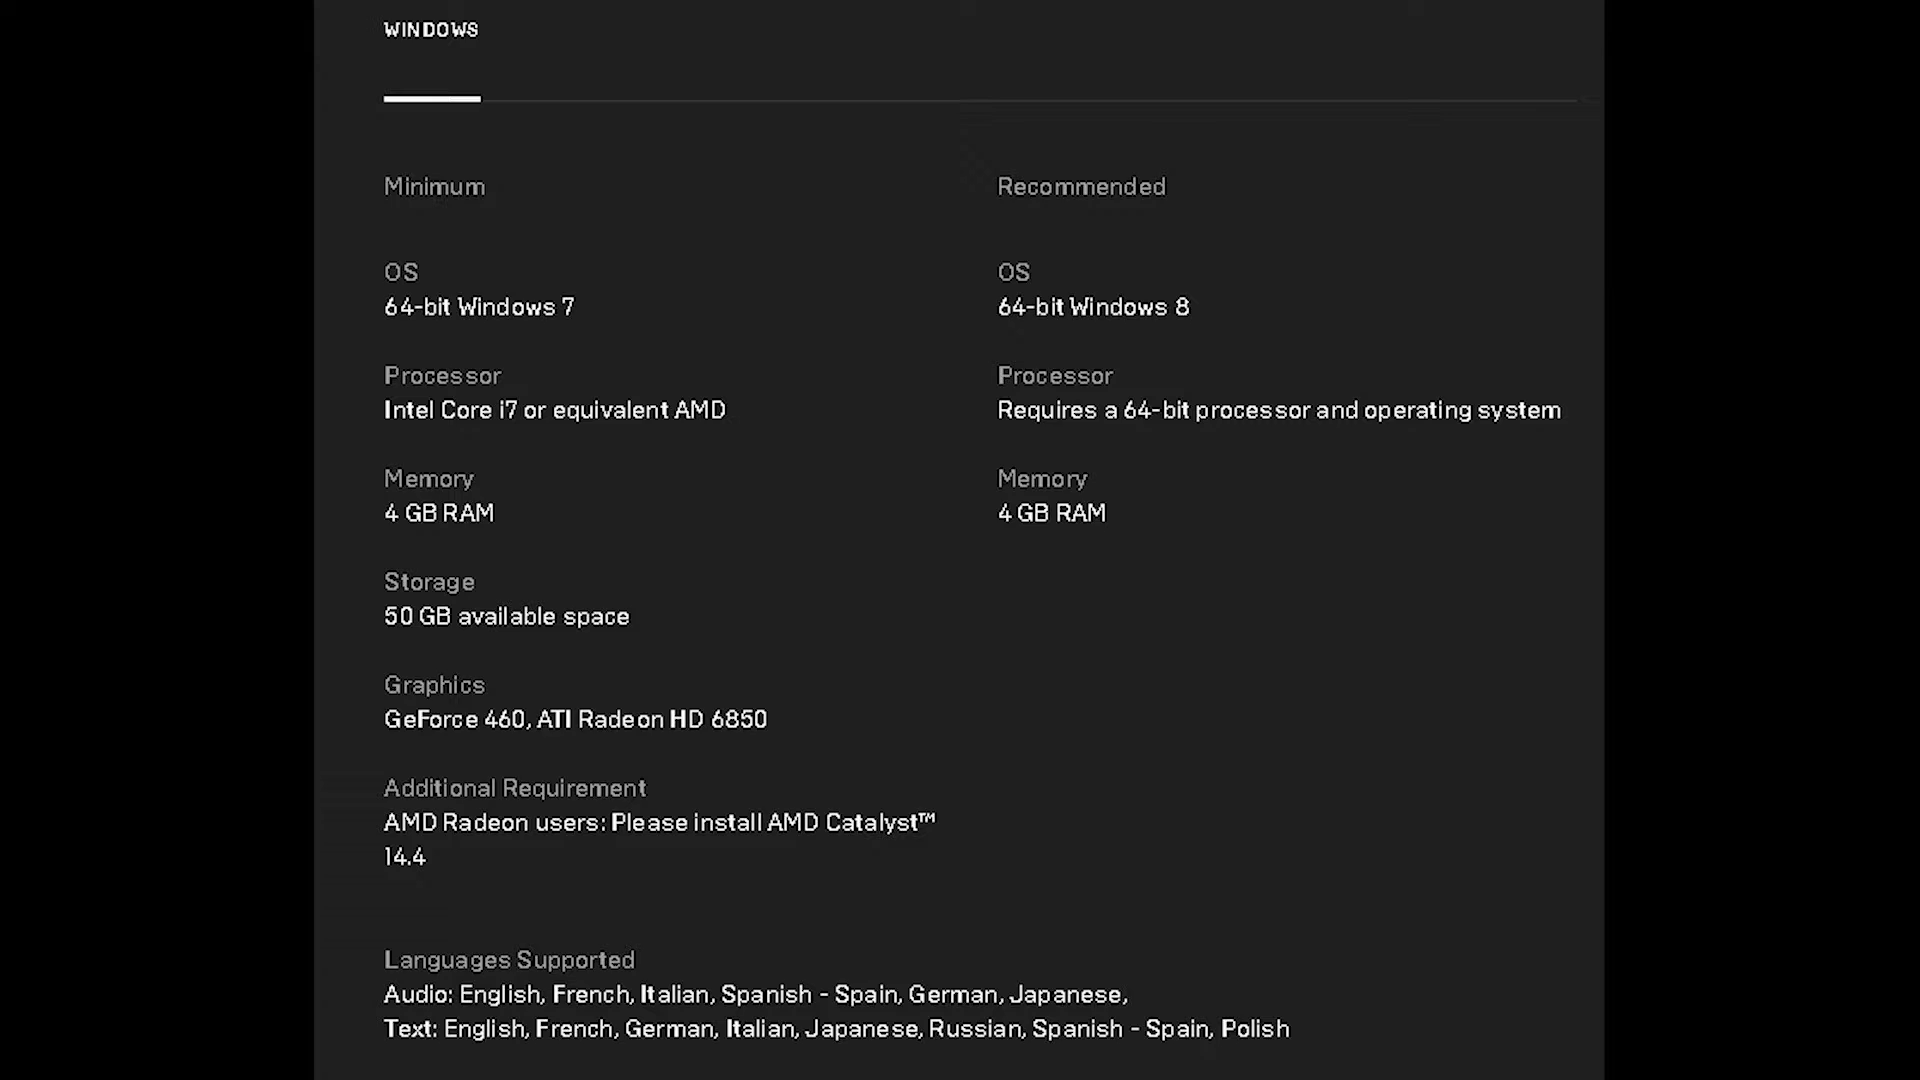 WINDOWS
Minimum
Recommended
OS
64-bit Windows 7
OS
64-bit Windows 8
Processor
Intel Core i7 or equivalent AMD
Processor
Requires a 64-bit processor and operating system
Memory
4 GB RAM
Memory
4 GB RAM
Storage
50 GB available space
Graphics
GeForce 460, ATI Radeon HD 6850
Additional Requirement
AMD Radeon users: Please install AMD Catalyst™
14.4
Languages Supported
Audio: English, French, Italian, Spanish - Spain, German, Japanese,
Text: English, French, German, Italian, Japanese, Russian, Spanish - Spain, Polish